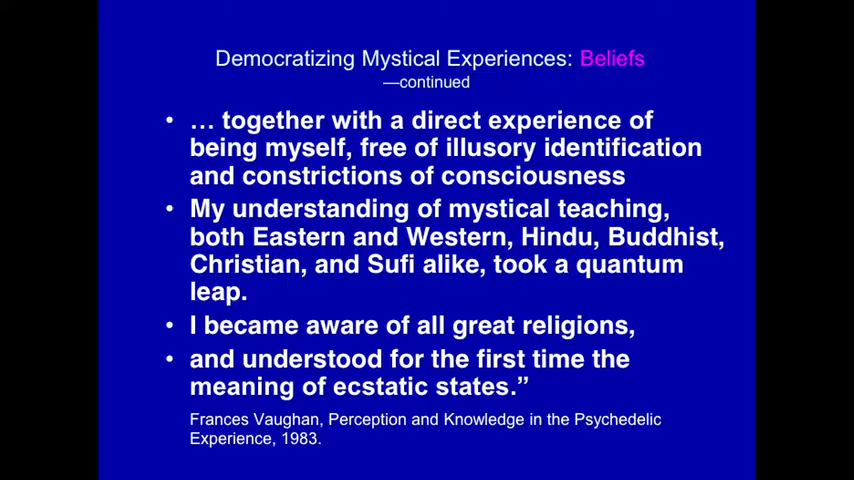 Democratizing Mystical Experiences: Beliefs
—continued
• … together with a direct experience of
being myself, free of illusory identification
and constrictions of consciousness
• My understanding of mystical teaching,
both Eastern and Western, Hindu, Buddhist,
Christian, and Sufi alike, took a quantum
leap.
• I became aware of all great religions,
• and understood for the first time the
meaning of ecstatic states.”
Frances Vaughan, Perception and Knowledge in the Psychedelic
Experience, 1983.